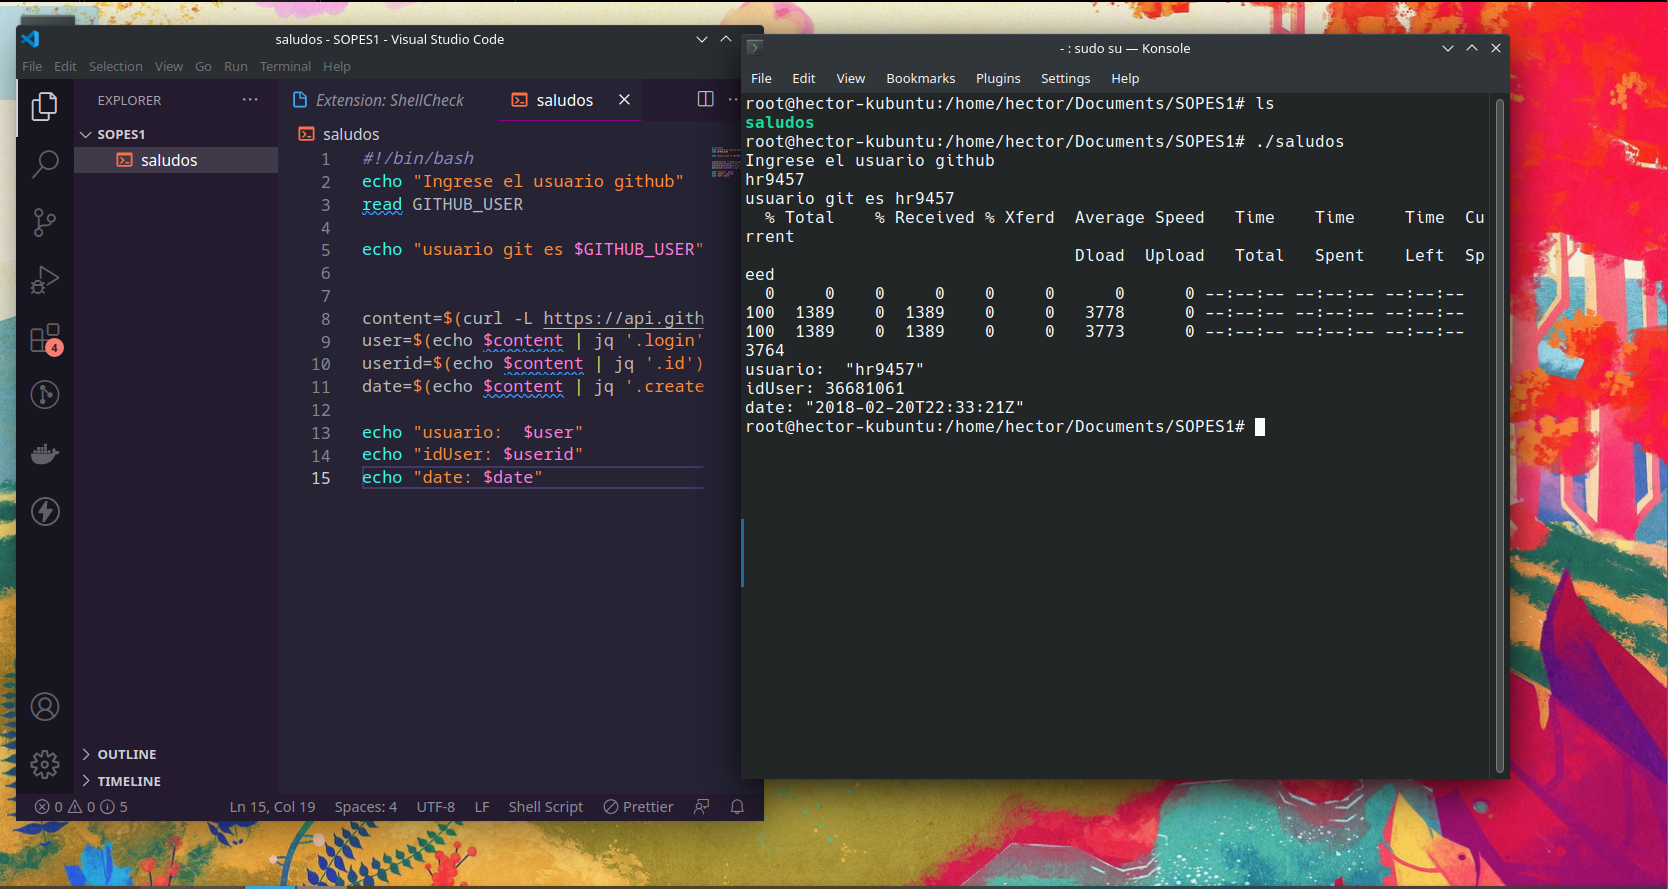 saludos - SOPES1 - Visual Studio Code
File Edit Selection View Go Run Terminal Help
EXPLORER
SOPES1
saludos
4
OUTLINE
TIMELINE
Extension: ShellCheck
saludos
saludos
1 #!/bin/bash
2 echo "Ingrese el usuario github"
3 read GITHUB_USER
4
5 echo "usuario git es $GITHUB_USER"
6
7
8 content=$(curl -L https://api.gith
9 user=$(echo $content | jq '.login'
10 userid=$(echo $content | jq '.id')
11 date=$(echo $content | jq '.create
12
13 echo "usuario:  $user"
14 echo "idUser: $userid"
15 echo "date: $date"
0 0 5 Ln 15, Col 19 Spaces: 4 UTF-8 LF Shell Script Prettier
- : sudo su — Konsole
File Edit View Bookmarks Plugins Settings Help
root@hector-kubuntu:/home/hector/Documents/SOPES1# ls
saludos
root@hector-kubuntu:/home/hector/Documents/SOPES1# ./saludos
Ingrese el usuario github
hr9457
usuario git es hr9457
  % Total    % Received % Xferd  Average Speed   Time    Time     Time  Cu
rrent
                                 Dload  Upload   Total   Spent    Left  Sp
eed
  0     0    0     0    0     0      0      0 --:--:-- --:--:-- --:--:--
100  1389    0  1389    0     0   3778      0 --:--:-- --:--:-- --:--:--
100  1389    0  1389    0     0   3773      0 --:--:-- --:--:-- --:--:--
3764
usuario:  "hr9457"
idUser: 36681061
date: "2018-02-20T22:33:21Z"
root@hector-kubuntu:/home/hector/Documents/SOPES1#